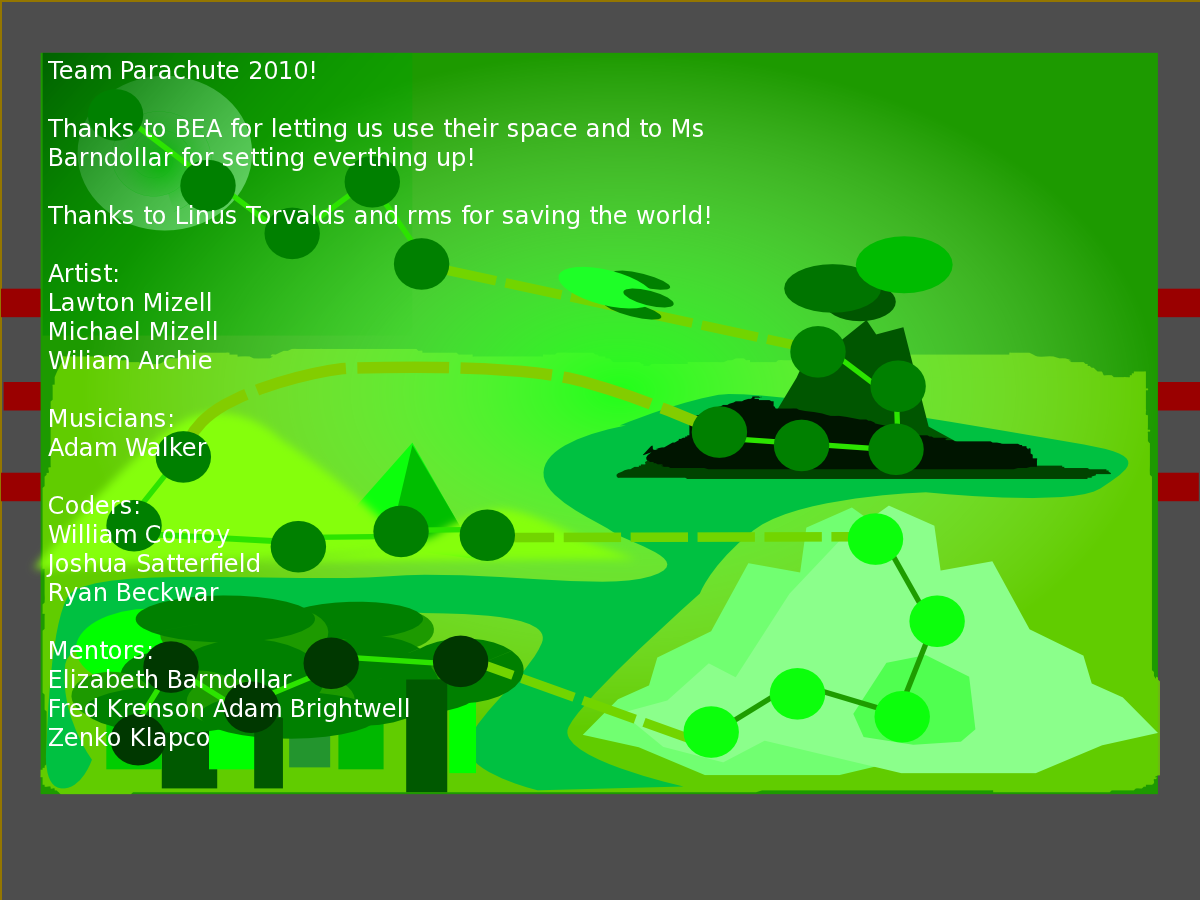 Team Parachute 2010!
Thanks to BEA for letting us use their space and to Ms
Barndollar for setting everthing up!
Thanks to Linus Torvalds and rms for saving the world!
Artist:
Lawton Mizell
Michael Mizell
Wiliam Archie
Musicians:
Adam Walker
Coders:
William Conroy
Joshua Satterfield
Ryan Beckwar
Mentors:
Elizabeth Barndollar
Fred Krenson Adam Brightwell
Zenko Klapco